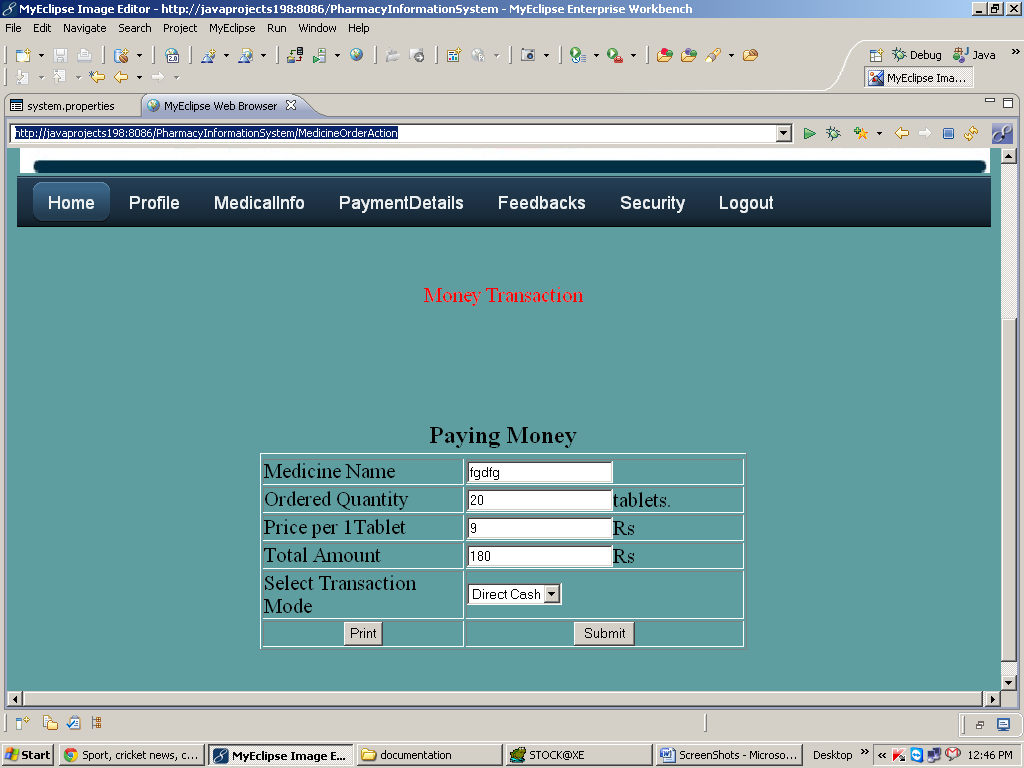 MyEclipse Image Editor - http://javaprojects198:8086/PharmacyInformationSystem - MyEclipse Enterprise Workbench
File Edit Navigate Search Project MyEclipse Run Window Help
2.0
Debug Java »
MyEclipse Ima...
system.properties MyEclipse Web Browser
http://javaprojects198:8086/PharmacyInformationSystem/MedicineOrderAction
Home Profile MedicalInfo PaymentDetails Feedbacks Security Logout
Money Transaction
Paying Money
Medicine Name fgdfg
Ordered Quantity 20 tablets.
Price per 1Tablet 9 Rs
Total Amount 180 Rs
Select Transaction
Mode Direct Cash
Print Submit
Start Sport, cricket news, c... MyEclipse Image E... documentation STOCK@XE ScreenShots - Microso... Desktop » « 12:46 PM